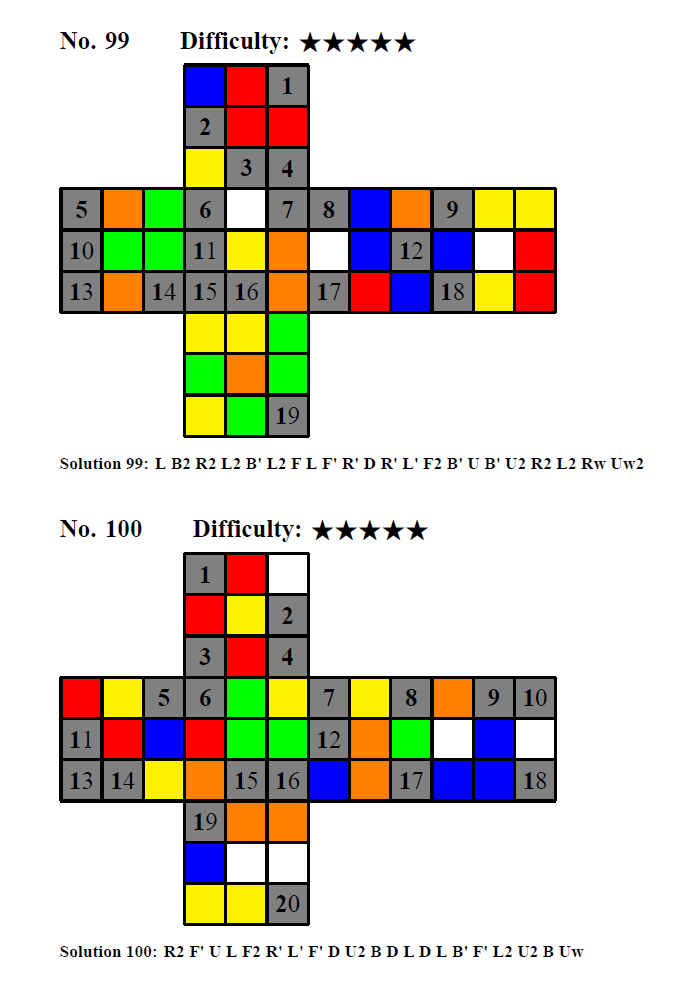 No. 99 Difficulty: ★★★★★
1
2
3 4
5 6 7 8 9
10 11 12
13 14 15 16 17 18
19
Solution 99: L B2 R2 L2 B' L2 F L F' R' D R' L' F2 B' U B' U2 R2 L2 Rw Uw2
No. 100 Difficulty: ★★★★★
1
2
3 4
5 6 7 8 9 10
11 12
13 14 15 16 17 18
19
20
Solution 100: R2 F' U L F2 R' L' F' D U2 B D L D L B' F' L2 U2 B Uw